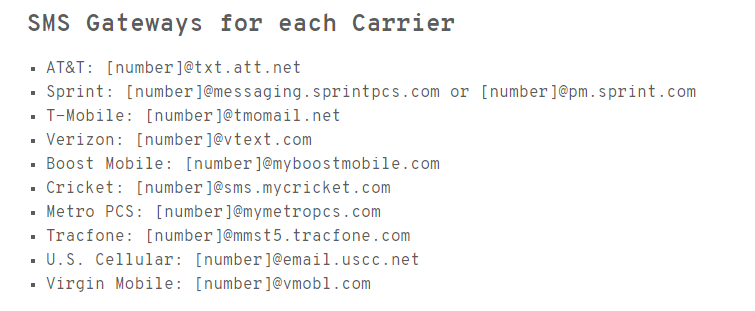 SMS Gateways for each Carrier
▪ AT&T: [number]@txt.att.net
▪ Sprint: [number]@messaging.sprintpcs.com or [number]@pm.sprint.com
▪ T-Mobile: [number]@tmomail.net
▪ Verizon: [number]@vtext.com
▪ Boost Mobile: [number]@myboostmobile.com
▪ Cricket: [number]@sms.mycricket.com
▪ Metro PCS: [number]@mymetropcs.com
▪ Tracfone: [number]@mmst5.tracfone.com
▪ U.S. Cellular: [number]@email.uscc.net
▪ Virgin Mobile: [number]@vmobl.com